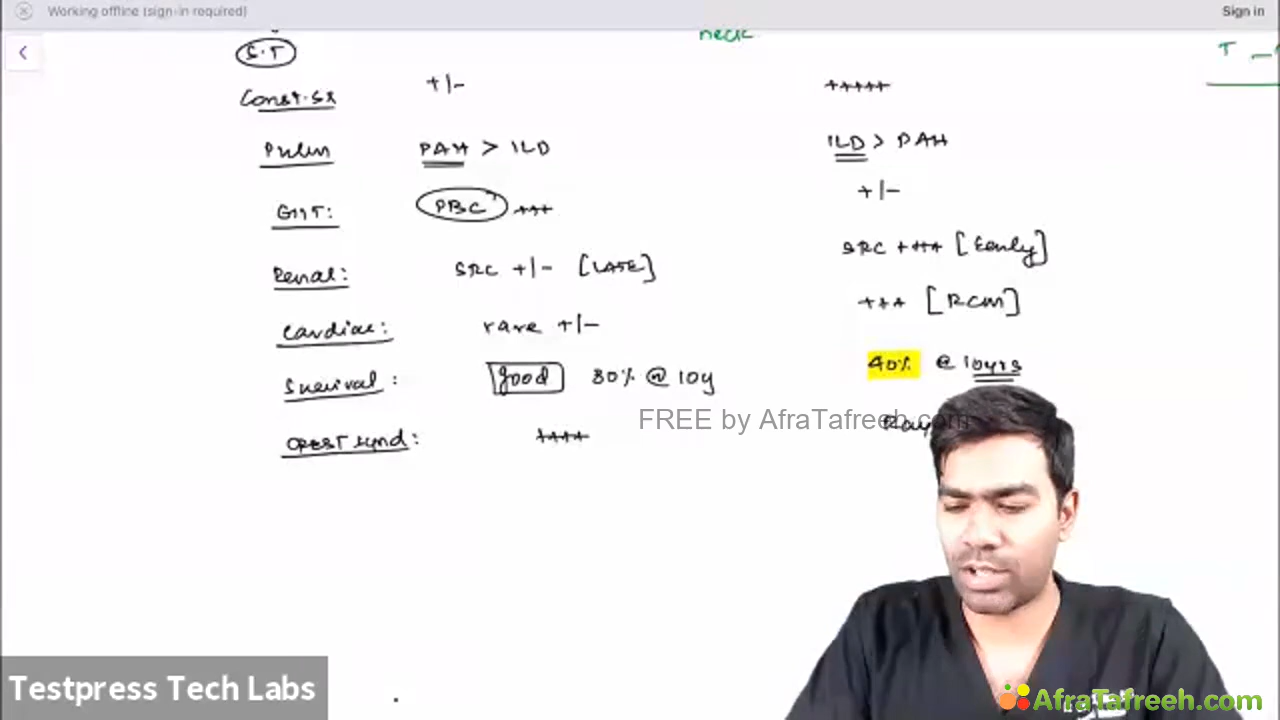 Working offline (sign-in required)
Sign in
neck
S.T
T
Const. Sx +/- +++++
Pulm PAH > ILD ILD > PAH
GIT: PBC +++ +/-
Renal: SRC +/- [LATE] SRC +++ [Early]
Cardiac: rare +/- +++ [RCM]
Survival: good 80% @ 10y 40% @ 10yrs
FREE by AfraTafreeh.com
CREST synd: ++++ Ray
Testpress Tech Labs
AfraTafreeh.com